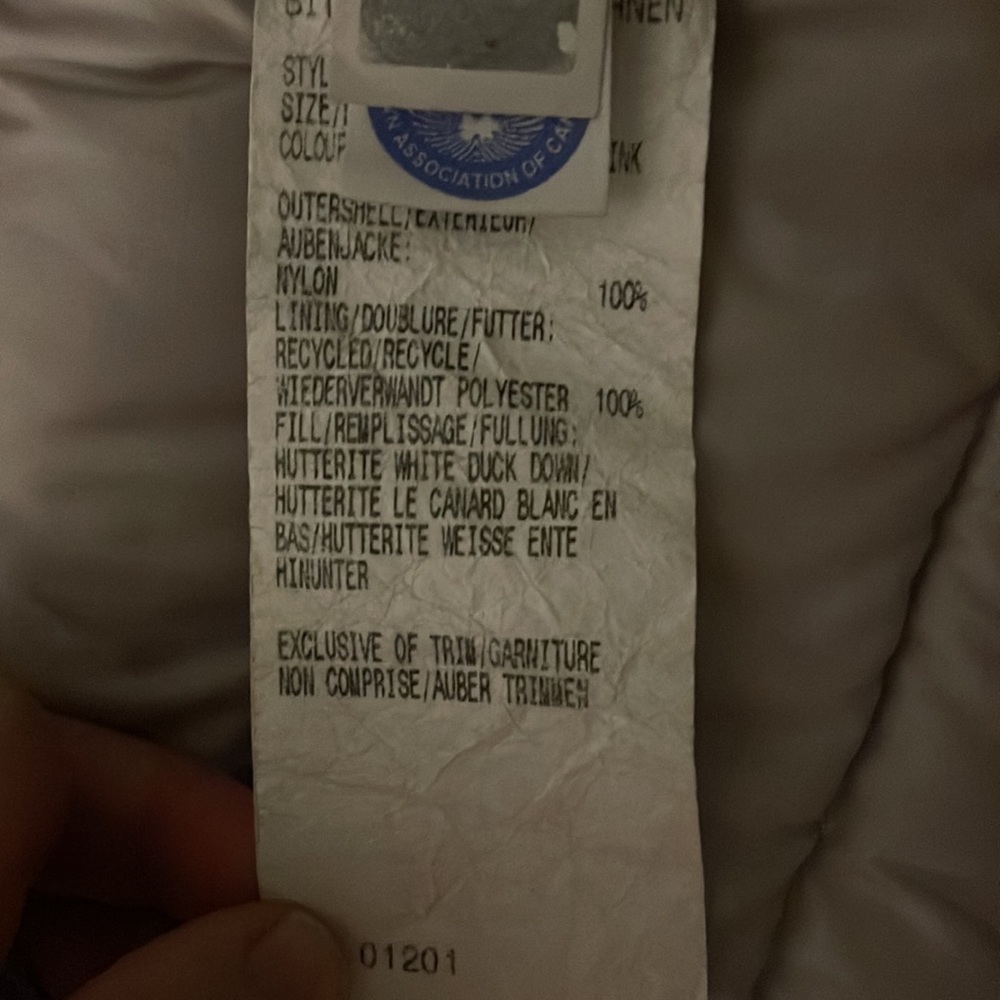 STYL
SIZE/
COLOUR
INK
N ASSOCIATION OF CAN
OUTERSHELL/EXTERIEUR/
AUBENJACKE:
NYLON 100%
LINING/DOUBLURE/FUTTER:
RECYCLED/RECYCLE/
WIEDERVERWANDT POLYESTER 100%
FILL/REMPLISSAGE/FULLUNG:
HUTTERITE WHITE DUCK DOWN/
HUTTERITE LE CANARD BLANC EN
BAS/HUTTERITE WEISSE ENTE
HINUNTER
EXCLUSIVE OF TRIM/GARNITURE
NON COMPRISE/AUBER TRIMMEN
01201